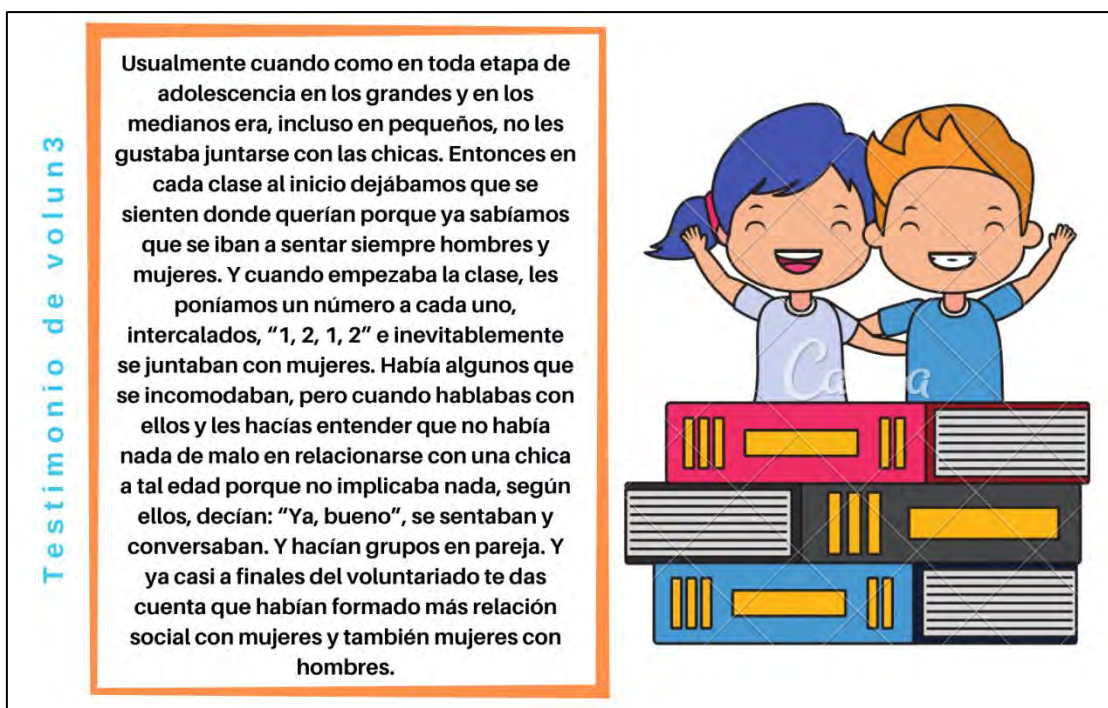 Testimonio de volun3
Usualmente cuando como en toda etapa de
adolescencia en los grandes y en los
medianos era, incluso en pequeños, no les
gustaba juntarse con las chicas. Entonces en
cada clase al inicio dejábamos que se
sienten donde querían porque ya sabíamos
que se iban a sentar siempre hombres y
mujeres. Y cuando empezaba la clase, les
poníamos un número a cada uno,
intercalados, “1, 2, 1, 2” e inevitablemente
se juntaban con mujeres. Había algunos que
se incomodaban, pero cuando hablabas con
ellos y les hacías entender que no había
nada de malo en relacionarse con una chica
a tal edad porque no implicaba nada, según
ellos, decían: “Ya, bueno”, se sentaban y
conversaban. Y hacían grupos en pareja. Y
ya casi a finales del voluntariado te das
cuenta que habían formado más relación
social con mujeres y también mujeres con
hombres.
Canva